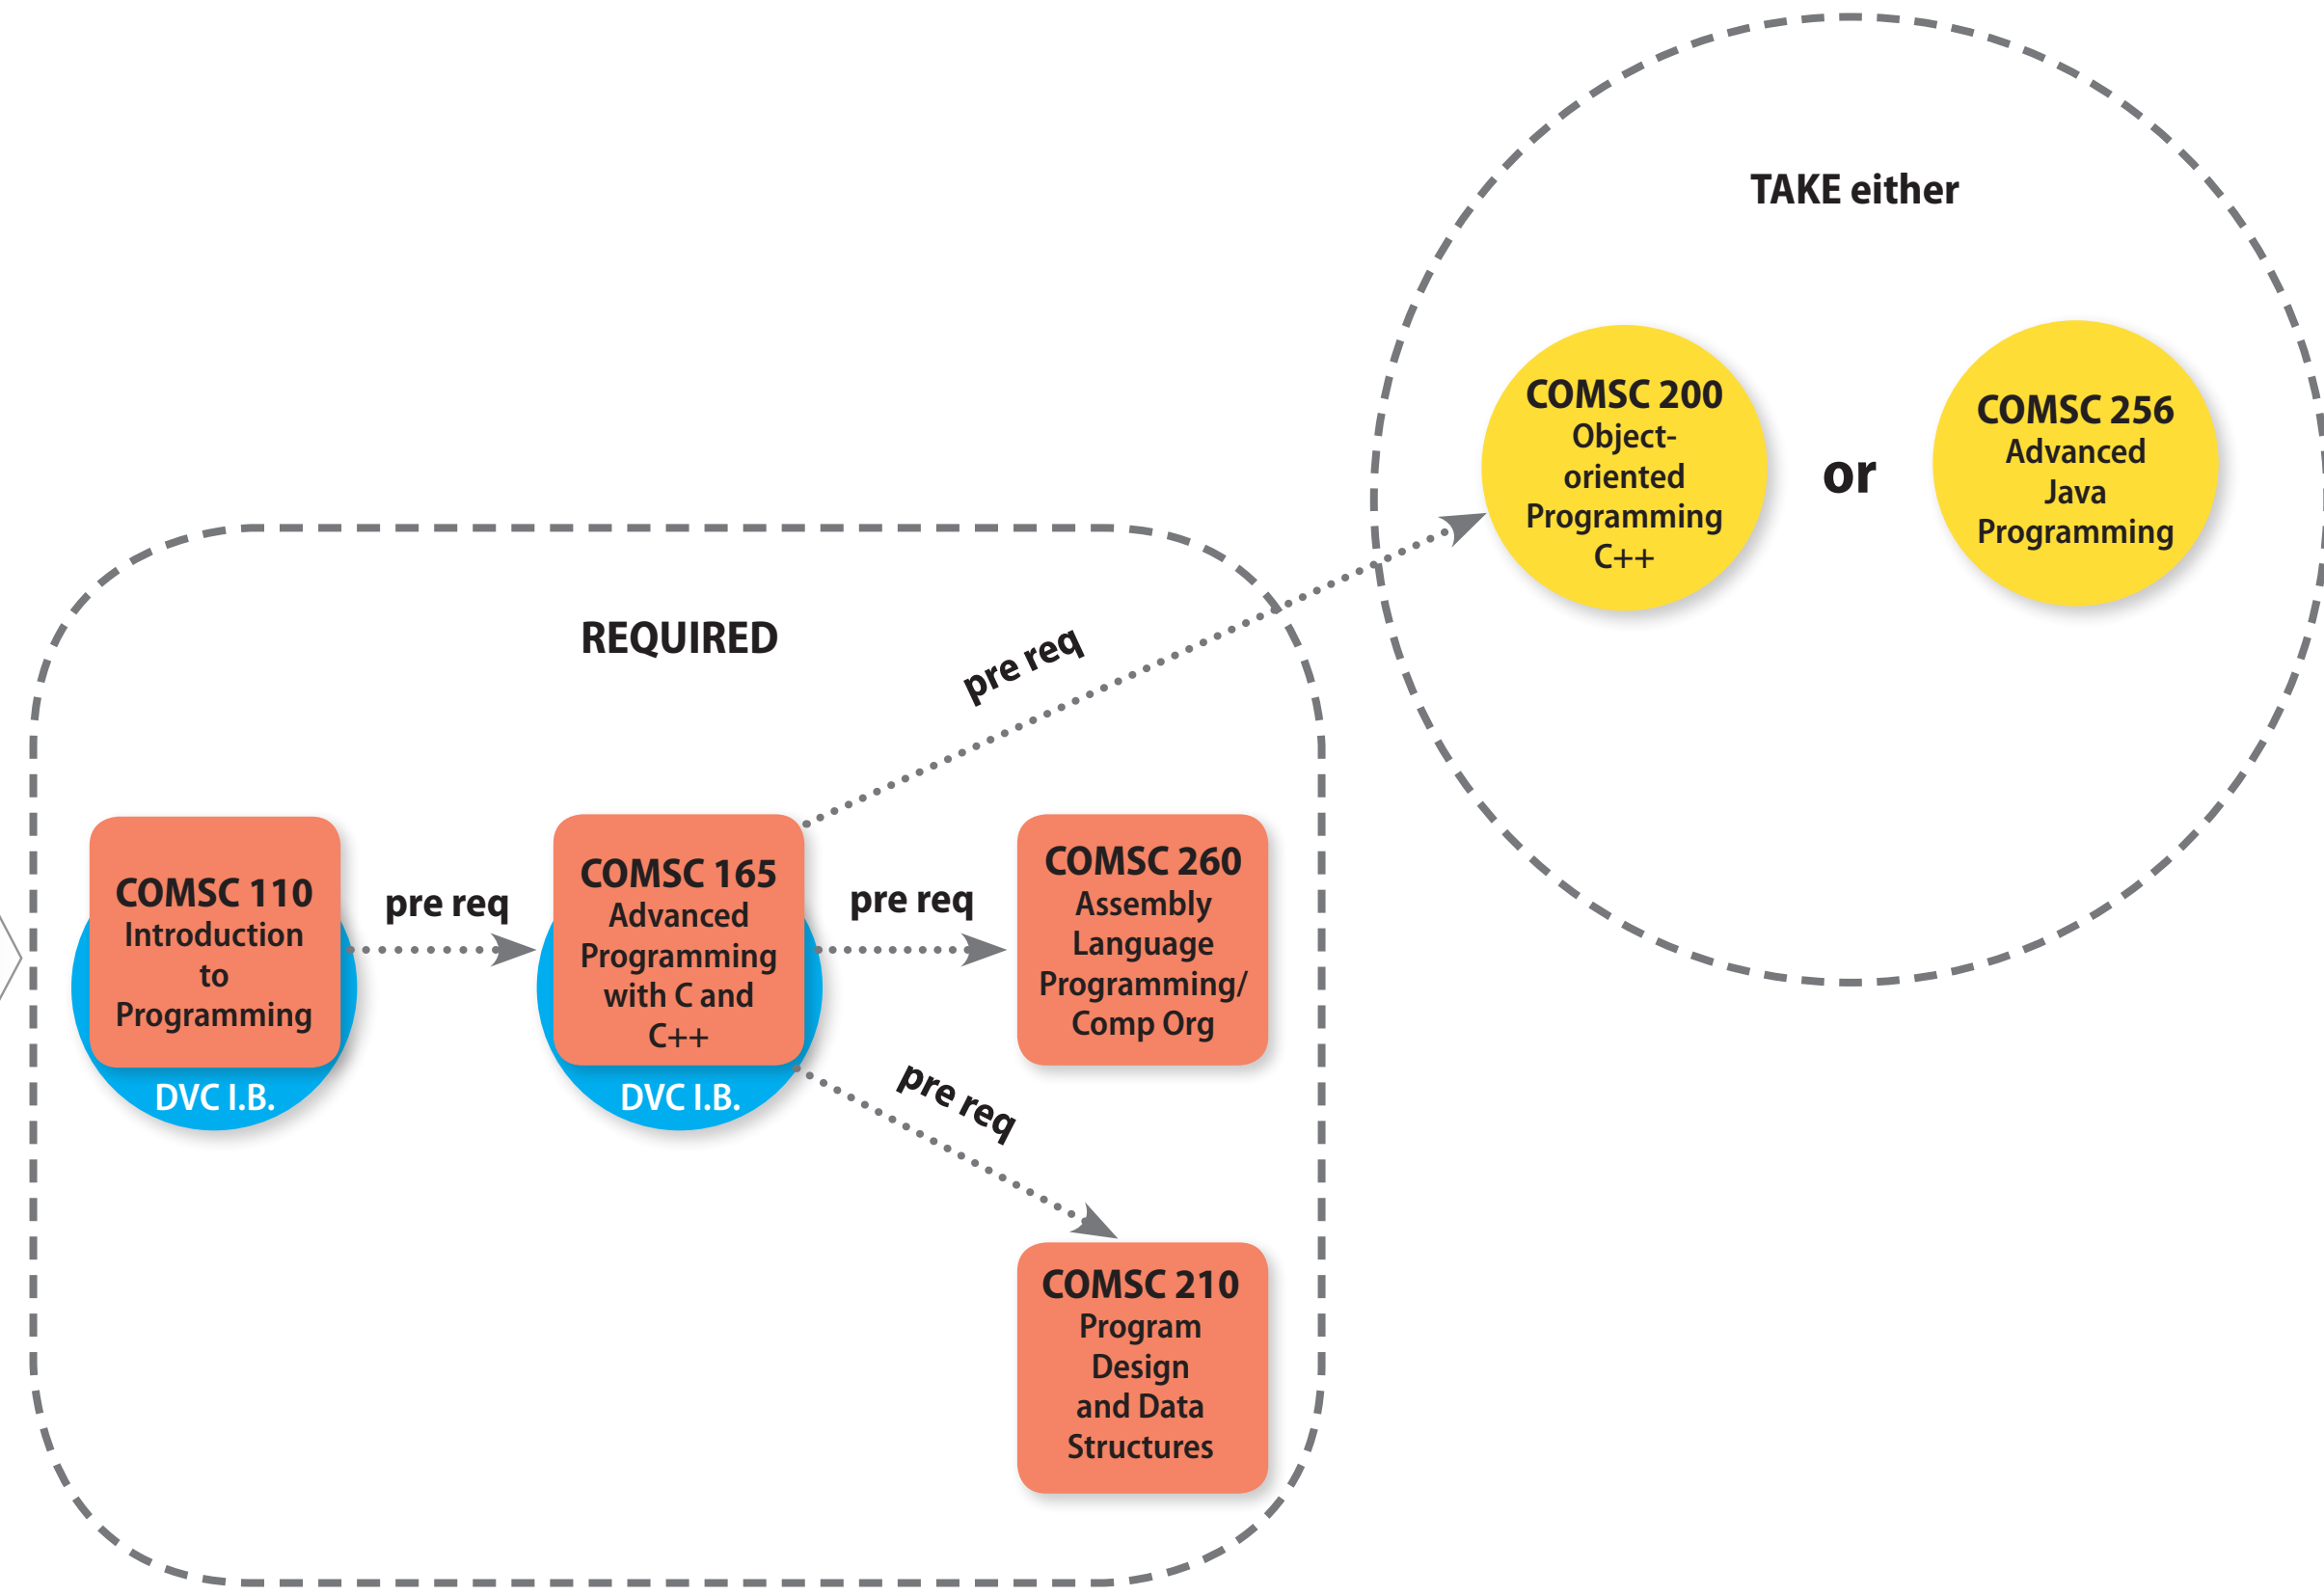 TAKE either
COMSC 200
Object-
oriented
Programming
C++
or
COMSC 256
Advanced
Java
Programming
REQUIRED
pre req
COMSC 110
Introduction
to
Programming
DVC I.B.
pre req
COMSC 165
Advanced
Programming
with C and
C++
DVC I.B.
pre req
COMSC 260
Assembly
Language
Programming/
Comp Org
pre req
COMSC 210
Program
Design
and Data
Structures